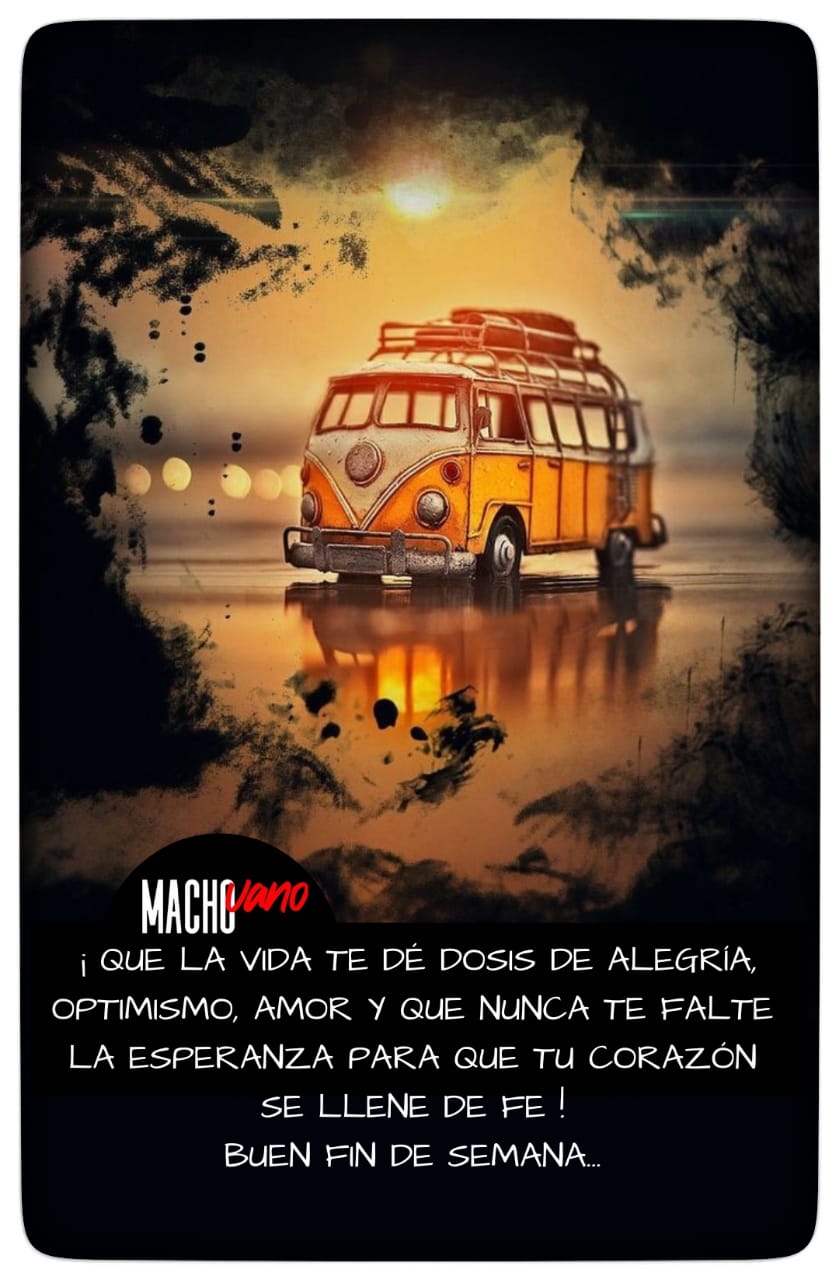 MACHOvano
¡ QUE LA VIDA TE DÉ DOSIS DE ALEGRÍA,
OPTIMISMO, AMOR Y QUE NUNCA TE FALTE
LA ESPERANZA PARA QUE TU CORAZÓN
SE LLENE DE FE !
BUEN FIN DE SEMANA...